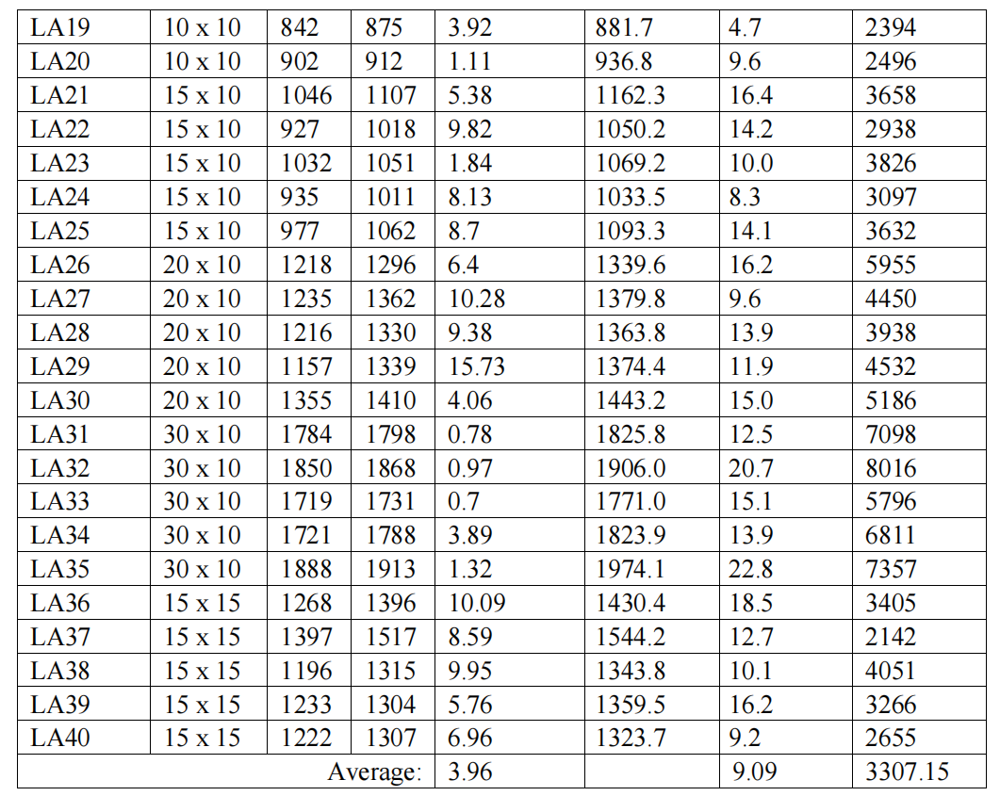 LA19 10 x 10 842 875 3.92 881.7 4.7 2394
LA20 10 x 10 902 912 1.11 936.8 9.6 2496
LA21 15 x 10 1046 1107 5.38 1162.3 16.4 3658
LA22 15 x 10 927 1018 9.82 1050.2 14.2 2938
LA23 15 x 10 1032 1051 1.84 1069.2 10.0 3826
LA24 15 x 10 935 1011 8.13 1033.5 8.3 3097
LA25 15 x 10 977 1062 8.7 1093.3 14.1 3632
LA26 20 x 10 1218 1296 6.4 1339.6 16.2 5955
LA27 20 x 10 1235 1362 10.28 1379.8 9.6 4450
LA28 20 x 10 1216 1330 9.38 1363.8 13.9 3938
LA29 20 x 10 1157 1339 15.73 1374.4 11.9 4532
LA30 20 x 10 1355 1410 4.06 1443.2 15.0 5186
LA31 30 x 10 1784 1798 0.78 1825.8 12.5 7098
LA32 30 x 10 1850 1868 0.97 1906.0 20.7 8016
LA33 30 x 10 1719 1731 0.7 1771.0 15.1 5796
LA34 30 x 10 1721 1788 3.89 1823.9 13.9 6811
LA35 30 x 10 1888 1913 1.32 1974.1 22.8 7357
LA36 15 x 15 1268 1396 10.09 1430.4 18.5 3405
LA37 15 x 15 1397 1517 8.59 1544.2 12.7 2142
LA38 15 x 15 1196 1315 9.95 1343.8 10.1 4051
LA39 15 x 15 1233 1304 5.76 1359.5 16.2 3266
LA40 15 x 15 1222 1307 6.96 1323.7 9.2 2655
Average: 3.96 9.09 3307.15